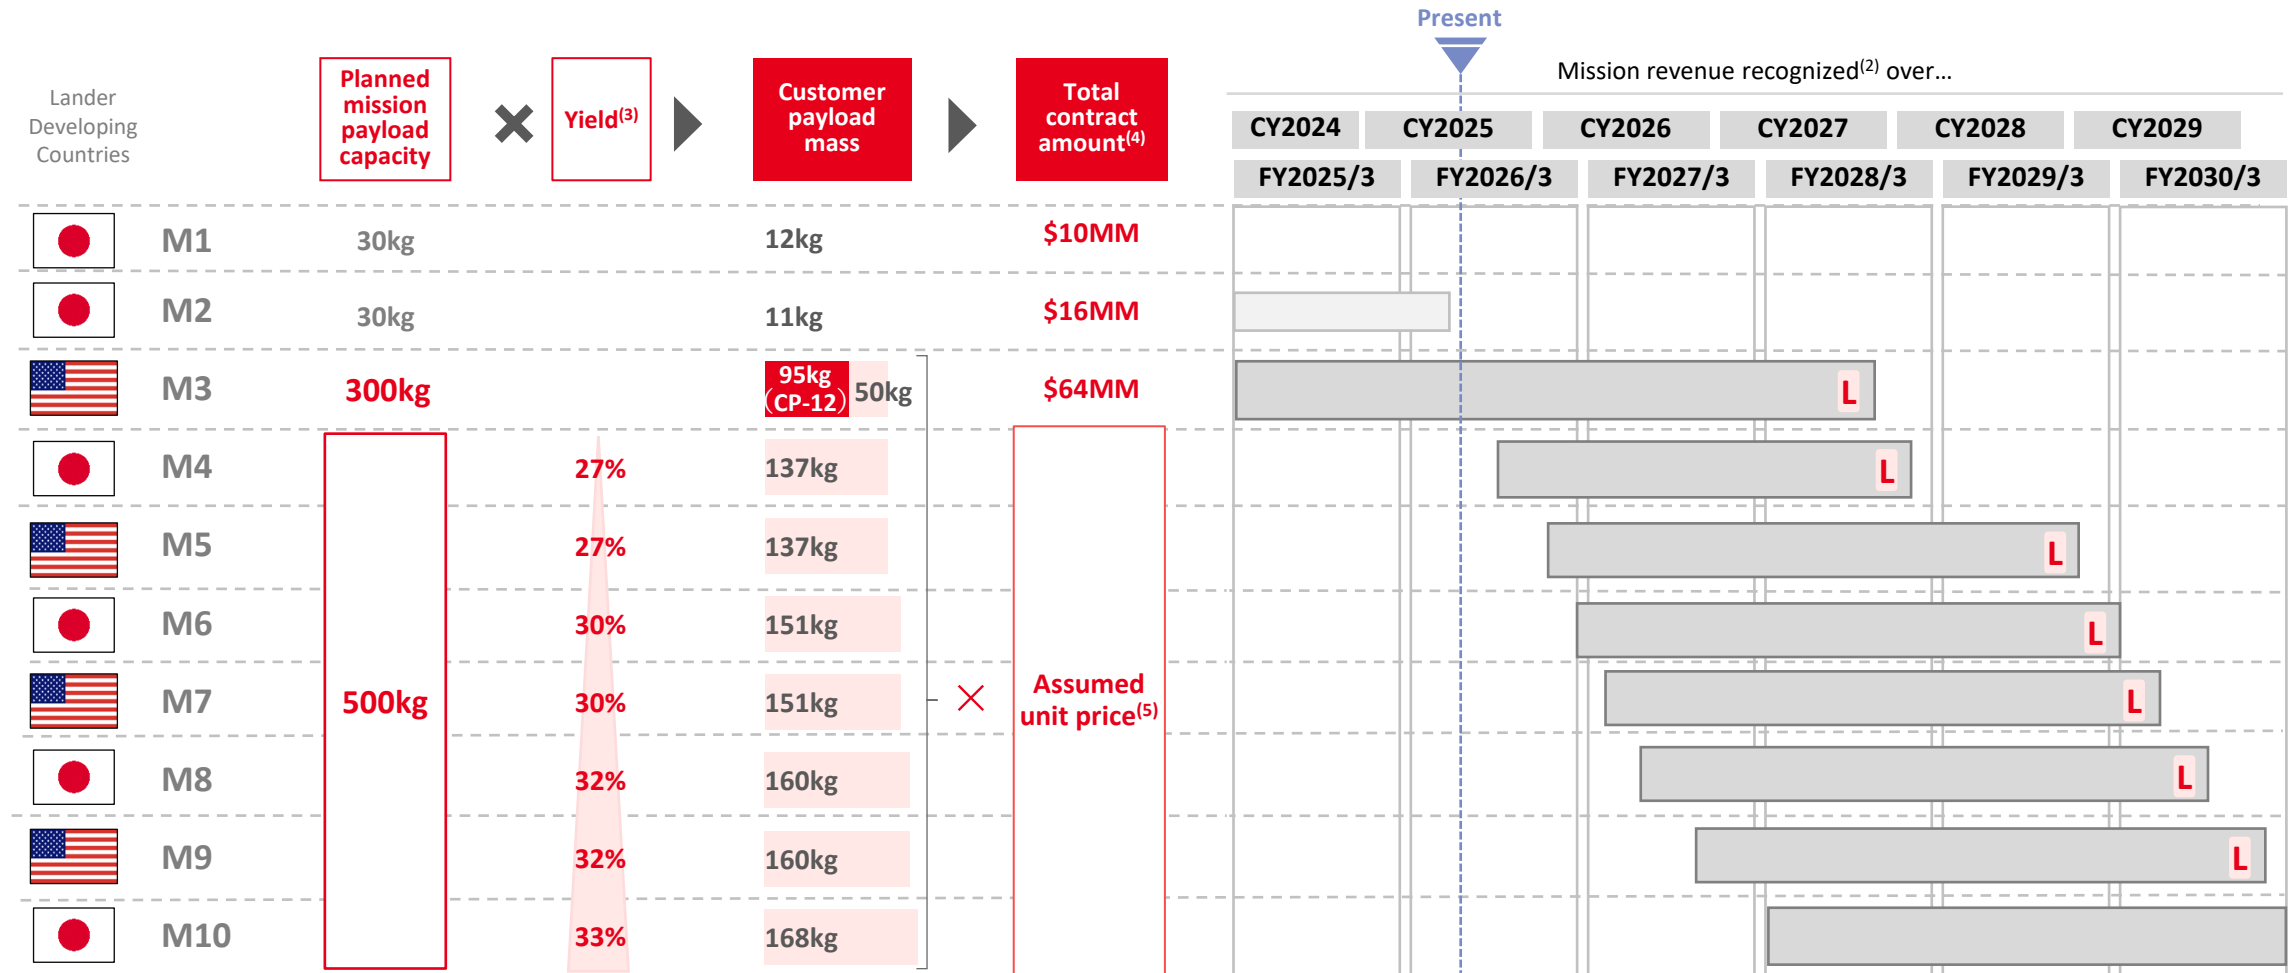 Present
Mission revenue recognized(2) over…
Lander
Developing
Countries
Planned
mission
payload
capacity
Yield(3)
Customer
payload
mass
Total
contract
amount(4)
CY2024 CY2025 CY2026 CY2027 CY2028 CY2029
FY2025/3 FY2026/3 FY2027/3 FY2028/3 FY2029/3 FY2030/3
M1 30kg 12kg $10MM
M2 30kg 11kg $16MM
M3 300kg 95kg (CP-12) 50kg $64MM L
M4 27% 137kg L
M5 27% 137kg L
M6 30% 151kg L
M7 500kg 30% 151kg L
Assumed
unit price(5)
M8 32% 160kg L
M9 32% 160kg L
M10 33% 168kg